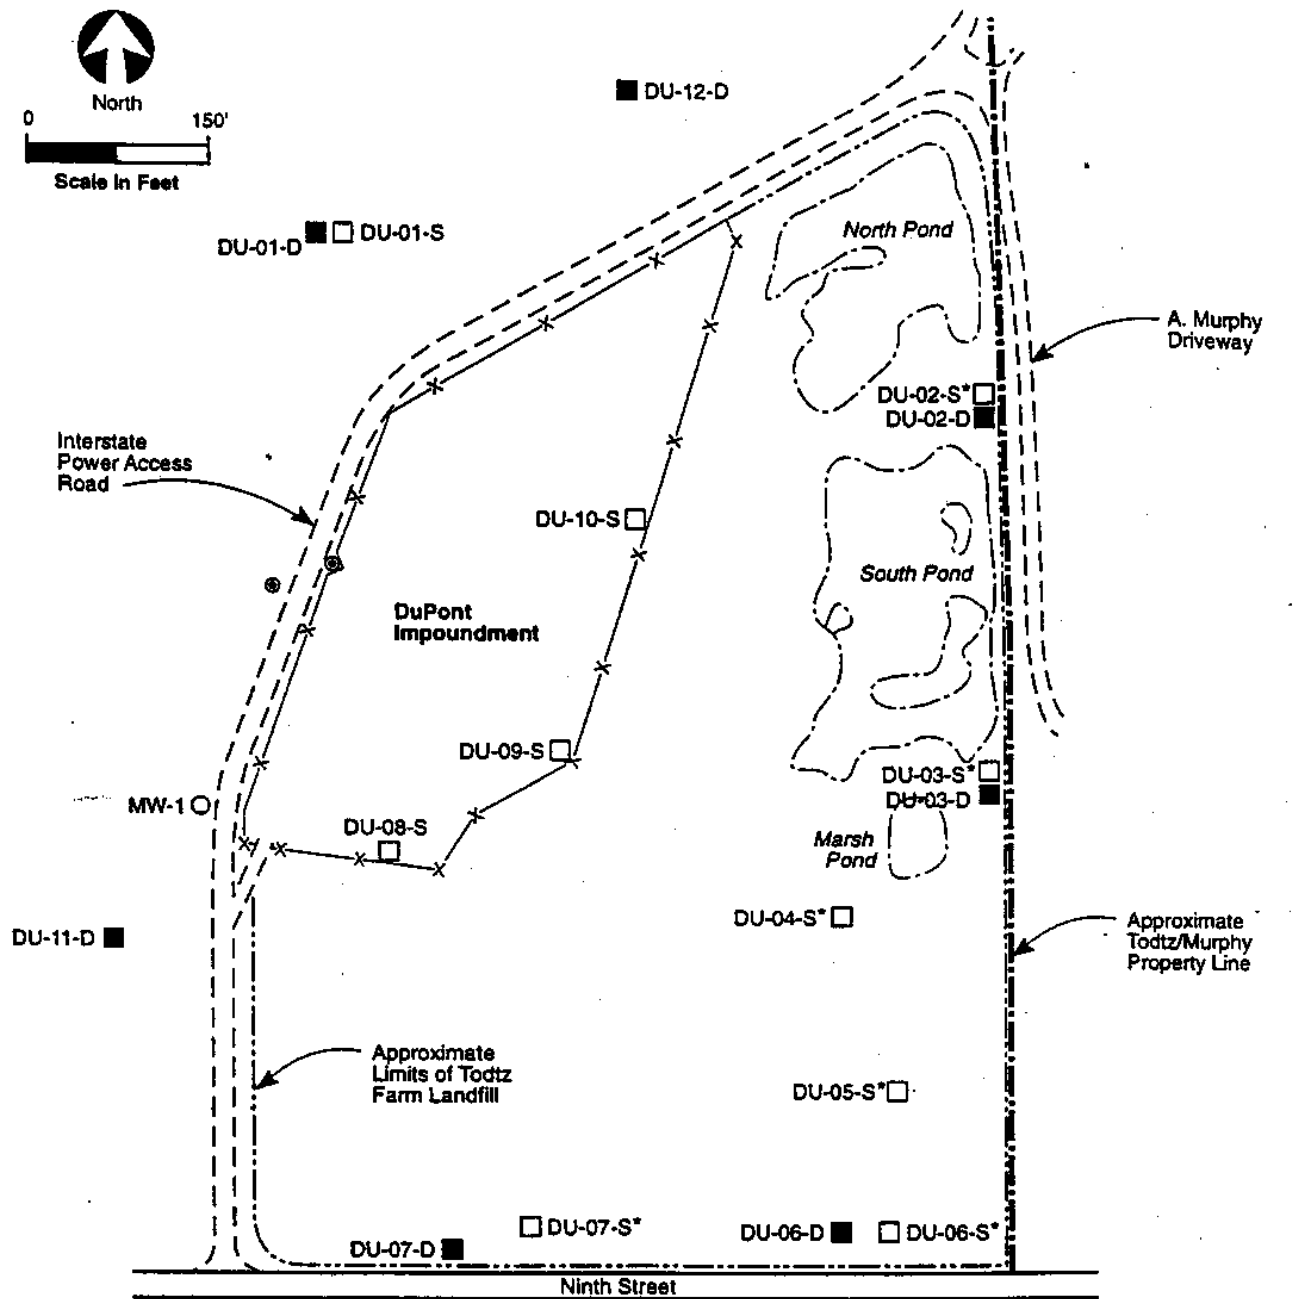 DU-12-D
North
0 150'
Scale In Feet
DU-01-D
DU-01-S
North Pond
A. Murphy
Driveway
DU-02-S*
DU-02-D
Interstate
Power Access
Road
DU-10-S
South Pond
DuPont
Impoundment
DU-09-S
DU-03-S*
DU-03-D
MW-1
DU-08-S
Marsh
Pond
DU-04-S*
DU-11-D
Approximate
Todtz/Murphy
Property Line
Approximate
Limits of Todtz
Farm Landfill
DU-05-S*
DU-07-S*
DU-06-D
DU-06-S*
DU-07-D
Ninth Street